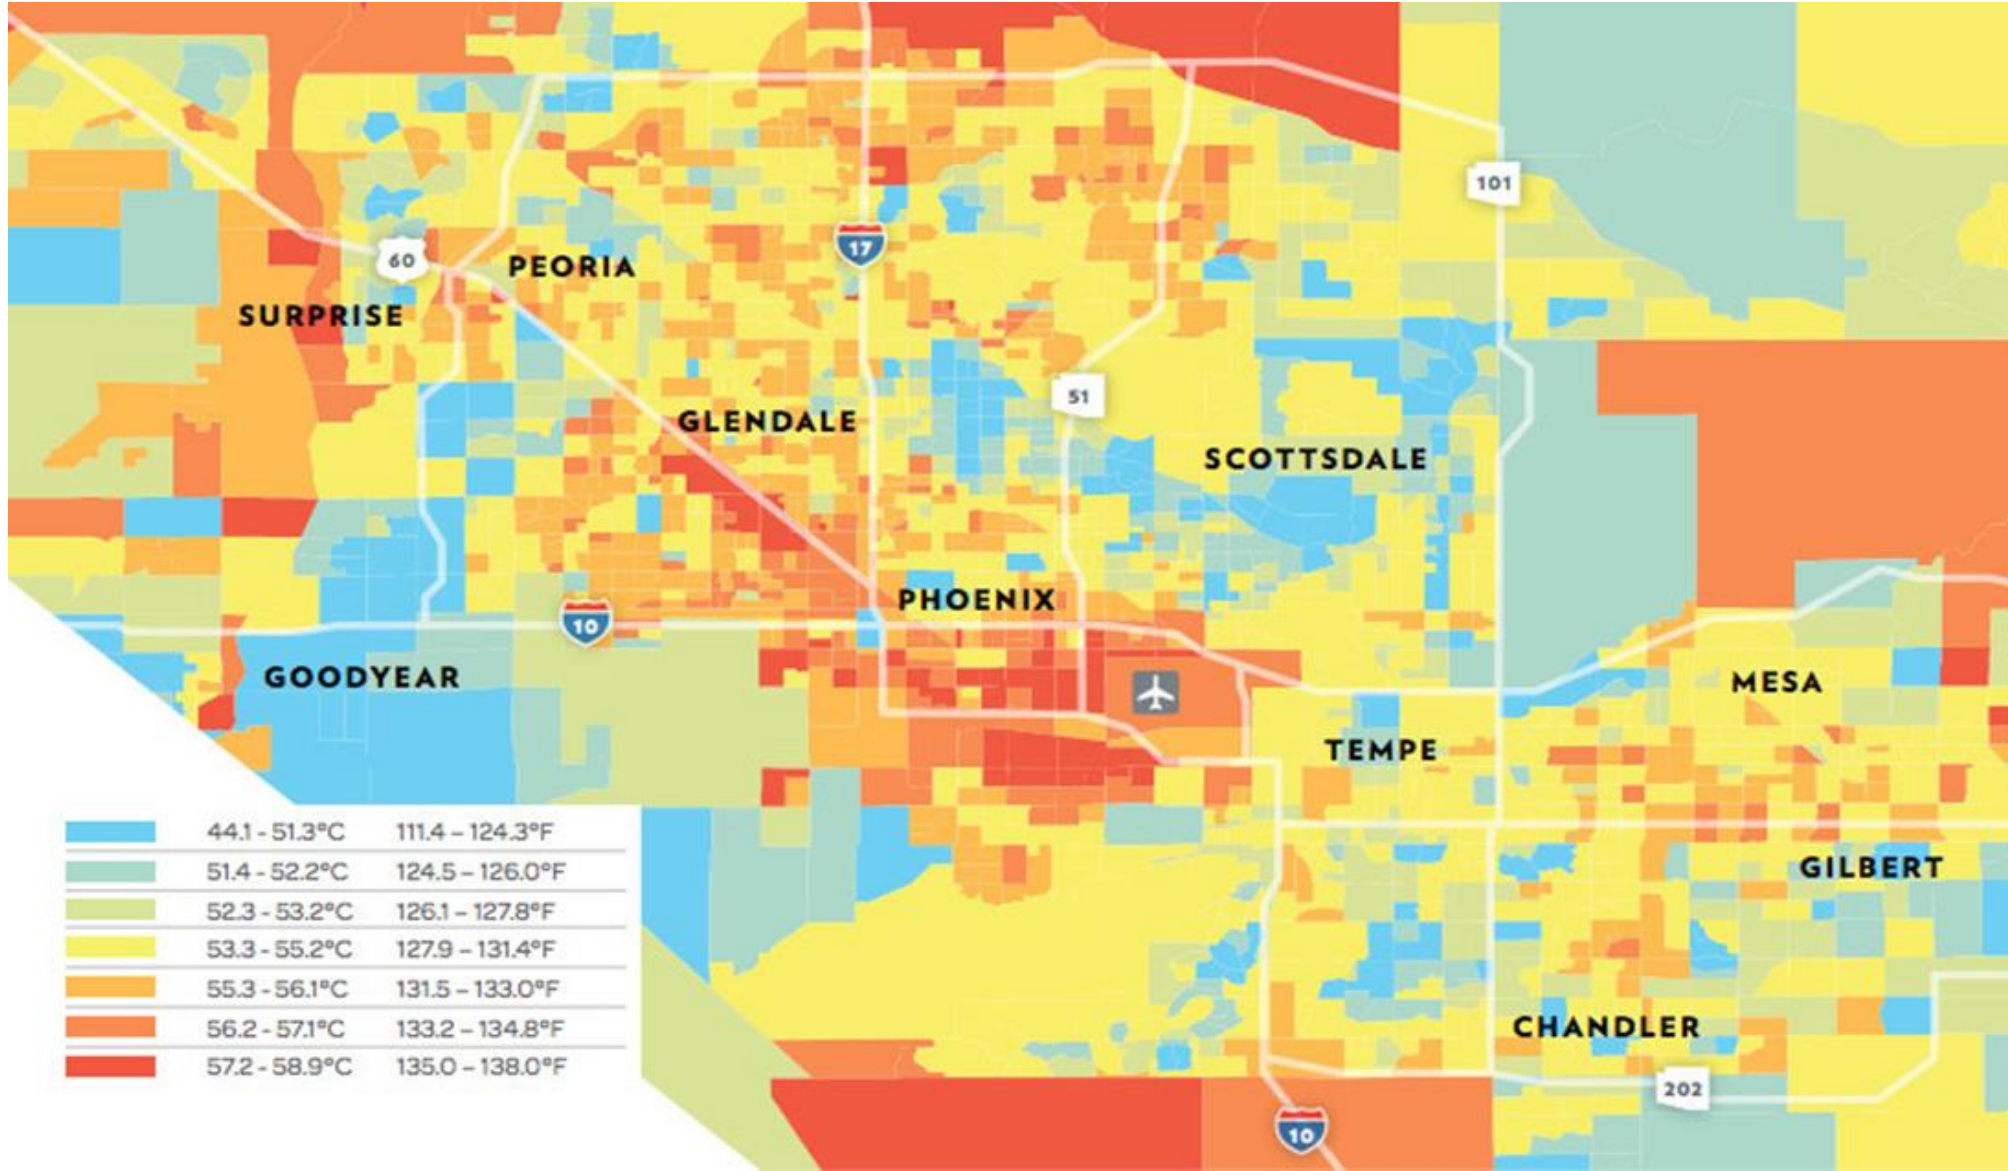 101
17
60
PEORIA
SURPRISE
51
GLENDALE
SCOTTSDALE
PHOENIX
10
GOODYEAR
MESA
TEMPE
44.1 - 51.3°C 111.4 – 124.3°F
51.4 - 52.2°C 124.5 – 126.0°F
52.3 - 53.2°C 126.1 – 127.8°F
53.3 - 55.2°C 127.9 – 131.4°F
55.3 - 56.1°C 131.5 – 133.0°F
56.2 - 57.1°C 133.2 – 134.8°F
57.2 - 58.9°C 135.0 – 138.0°F
GILBERT
CHANDLER
202
10